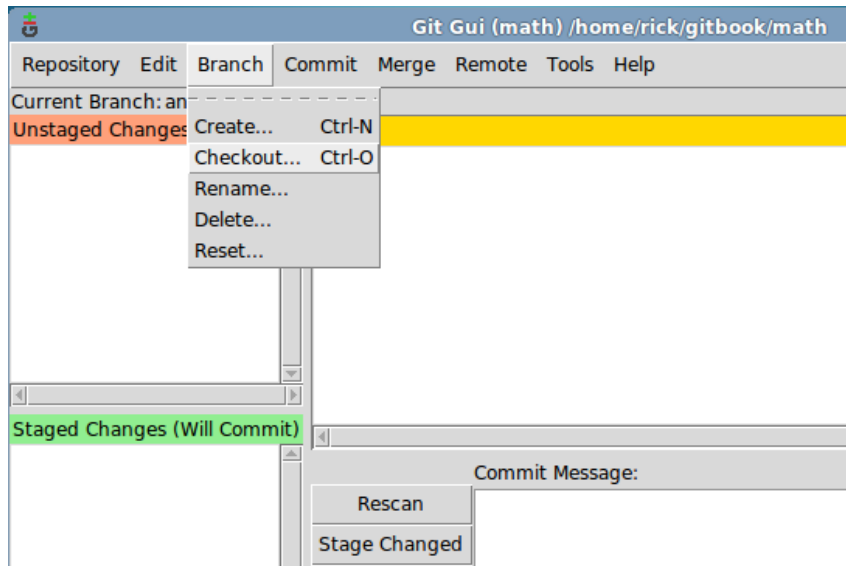 Git Gui (math) /home/rick/gitbook/math
Repository Edit Branch Commit Merge Remote Tools Help
Current Branch: an
Unstaged Changes
Create... Ctrl-N
Checkout... Ctrl-O
Rename...
Delete...
Reset...
Staged Changes (Will Commit)
Commit Message:
Rescan
Stage Changed